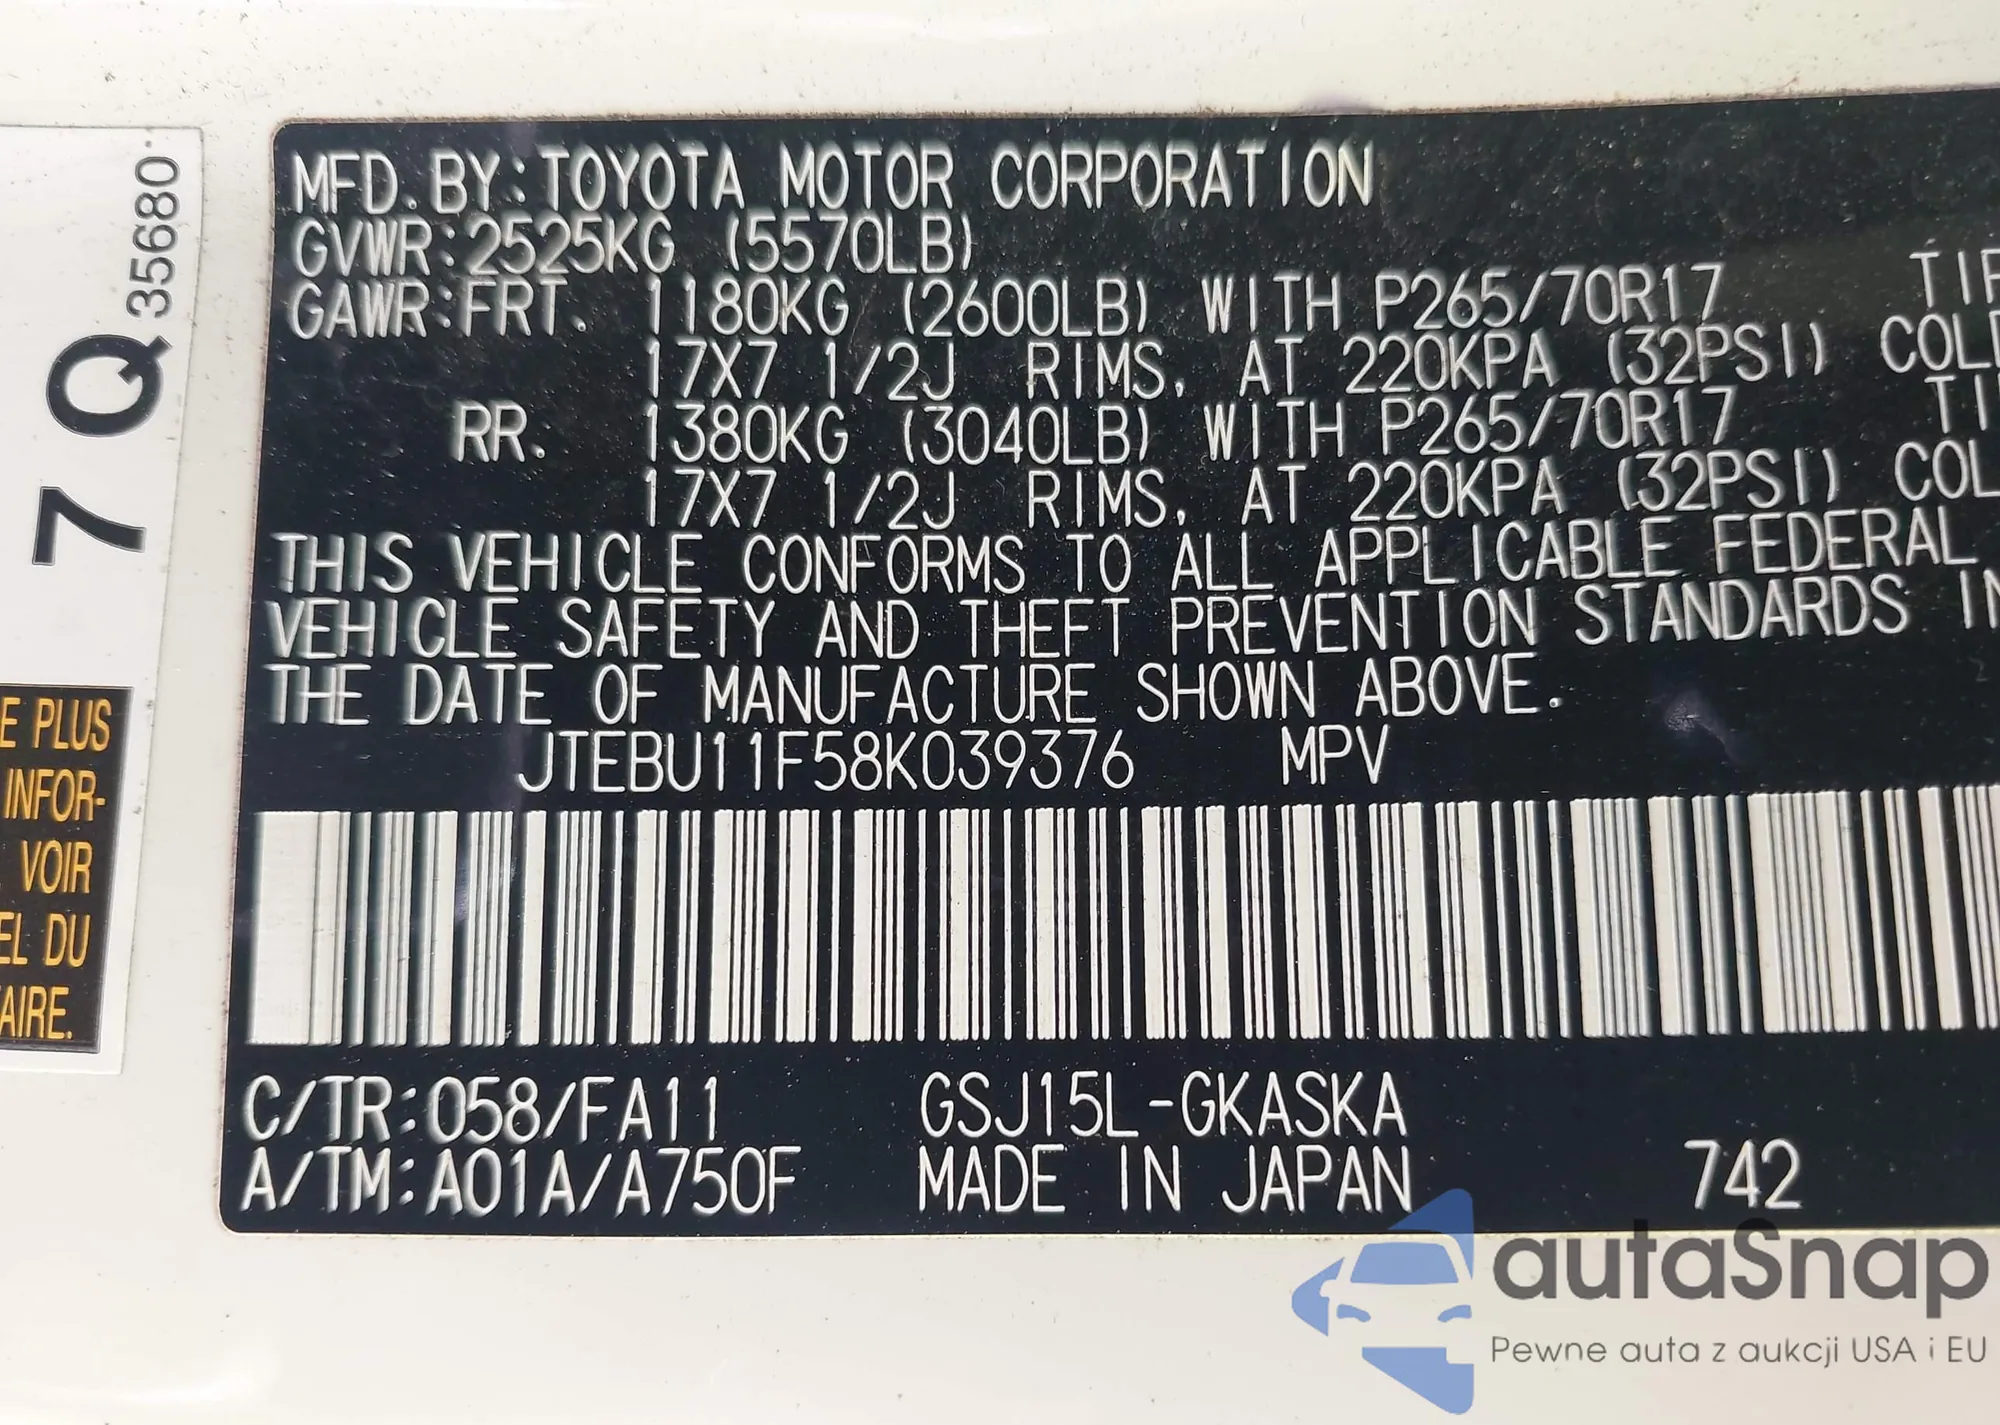 MFD. BY:TOYOTA MOTOR CORPORATION
GVWR:2525KG (5570LB)
GAWR:FRT. 1180KG (2600LB) WITH P265/70R17
17X7 1/2J RIMS, AT 220KPA (32PSI)
RR. 1380KG (3040LB) WITH P265/70R17
17X7 1/2J RIMS, AT 220KPA (32PSI)
THIS VEHICLE CONFORMS TO ALL APPLICABLE FEDERAL
VEHICLE SAFETY AND THEFT PREVENTION STANDARDS IN
THE DATE OF MANUFACTURE SHOWN ABOVE.
JTEBU11F58K039376 MPV
C/TR:058/FA11 GSJ15L-GKASKA
A/TM:A01A/A750F MADE IN JAPAN 742
7 Q 35680
E PLUS
INFOR-
VOIR
EL DU
AIRE.
autaSnap
Pewne auta z aukcji USA i EU